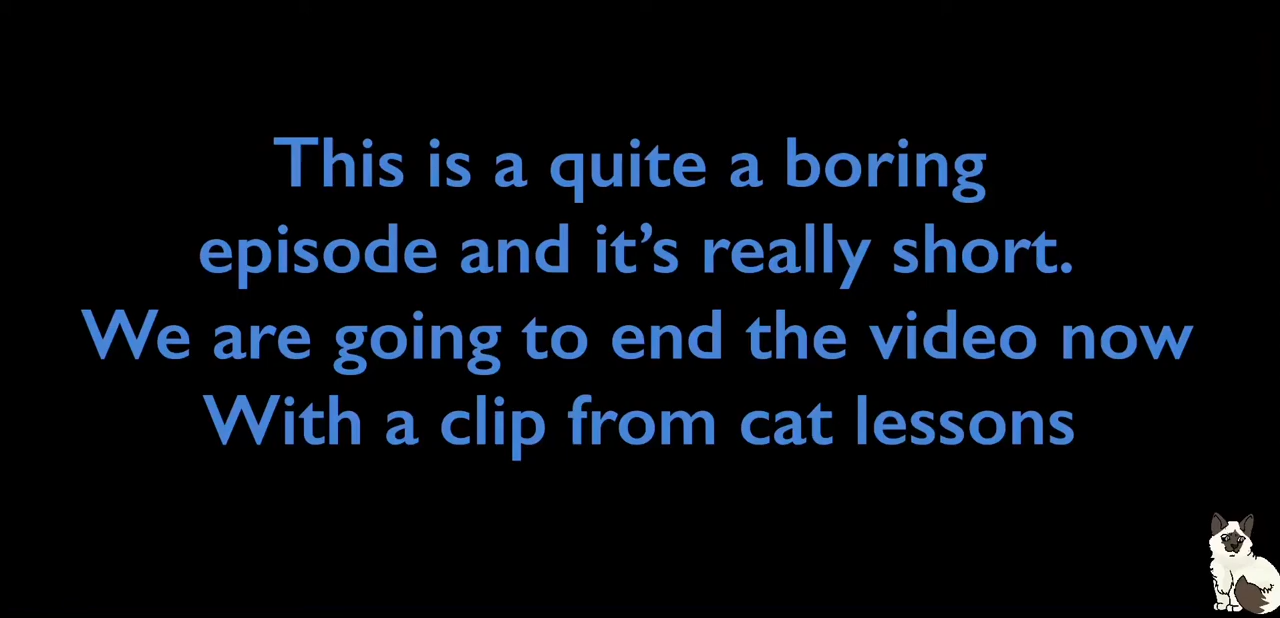 This is a quite a boring
episode and it’s really short.
We are going to end the video now
With a clip from cat lessons